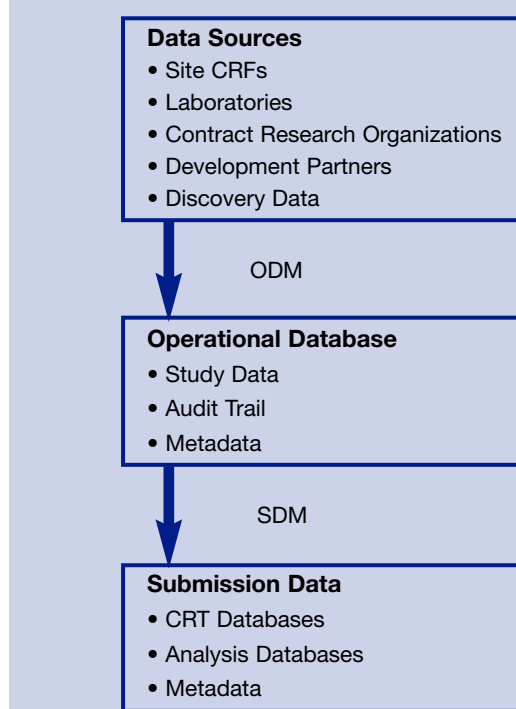 Data Sources
• Site CRFs
• Laboratories
• Contract Research Organizations
• Development Partners
• Discovery Data
ODM
Operational Database
• Study Data
• Audit Trail
• Metadata
SDM
Submission Data
• CRT Databases
• Analysis Databases
• Metadata